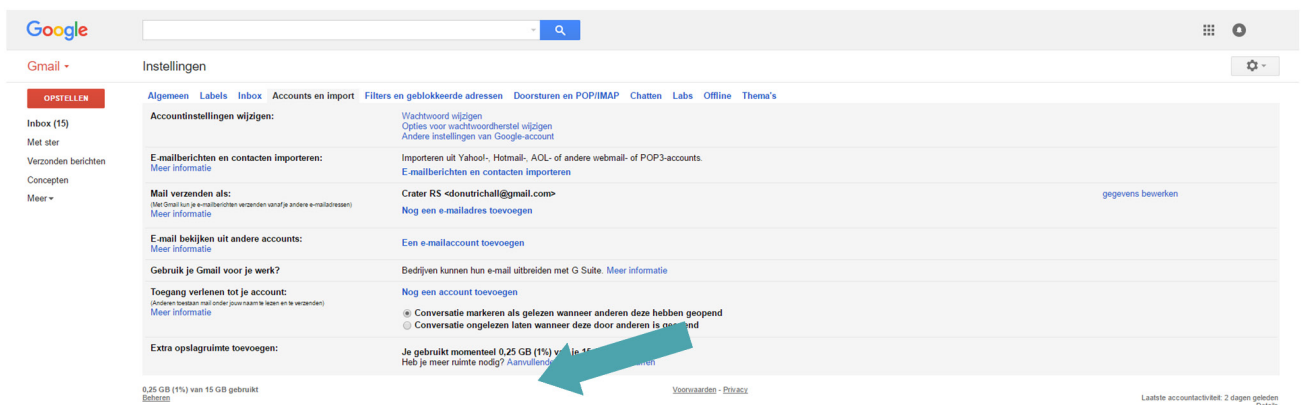 Google
Gmail
Instellingen
OPSTELLEN
Algemeen Labels Inbox Accounts en import Filters en geblokkeerde adressen Doorsturen en POP/IMAP Chatten Labs Offline Thema's
Inbox (15)
Met ster
Verzonden berichten
Concepten
Meer
Accountinstellingen wijzigen:
Wachtwoord wijzigen
Opties voor wachtwoordherstel wijzigen
Andere instellingen van Google-account
E-mailberichten en contacten importeren:
Meer informatie
Importeren uit Yahoo!-, Hotmail-, AOL- of andere webmail- of POP3-accounts.
E-mailberichten en contacten importeren
Mail verzenden als:
(Met Gmail kun je e-mailberichten verzenden vanaf je andere e-mailadressen)
Meer informatie
Crater RS <donutrichall@gmail.com>
gegevens bewerken
Nog een e-mailadres toevoegen
E-mail bekijken uit andere accounts:
Meer informatie
Een e-mailaccount toevoegen
Gebruik je Gmail voor je werk?
Bedrijven kunnen hun e-mail uitbreiden met G Suite. Meer informatie
Toegang verlenen tot je account:
(Anderen toestaan mail onder jouw naam te lezen en te verzenden)
Meer informatie
Nog een account toevoegen
Conversatie markeren als gelezen wanneer anderen deze hebben geopend
Conversatie ongelezen laten wanneer deze door anderen is geopend
Extra opslagruimte toevoegen:
Je gebruikt momenteel 0,25 GB (1%) van je
Heb je meer ruimte nodig? Aanvullende
0,25 GB (1%) van 15 GB gebruikt
Beheren
Voorwaarden - Privacy
Laatste accountactiviteit: 2 dagen geleden
Details